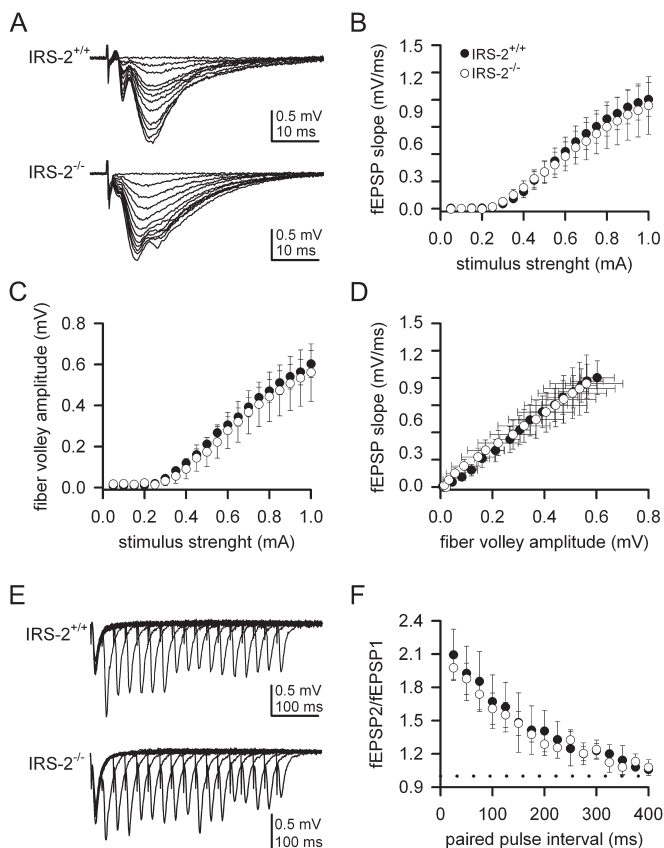 A
IRS-2+/+
0.5 mV
10 ms
IRS-2-/-
0.5 mV
10 ms
B
fEPSP slope (mV/ms)
1.5
1.2
0.9
0.6
0.3
0.0
IRS-2+/+
IRS-2-/-
0.0 0.2 0.4 0.6 0.8 1.0
stimulus strenght (mA)
C
fiber volley amplitude (mV)
0.8
0.6
0.4
0.2
0.0
0.0 0.2 0.4 0.6 0.8 1.0
stimulus strenght (mA)
D
fEPSP slope (mV/ms)
1.5
1.2
0.9
0.6
0.3
0.0
0.0 0.2 0.4 0.6 0.8
fiber volley amplitude (mV)
E
IRS-2+/+
0.5 mV
100 ms
IRS-2-/-
0.5 mV
100 ms
F
fEPSP2/fEPSP1
2.4
2.1
1.8
1.5
1.2
0.9
0 100 200 300 400
paired pulse interval (ms)